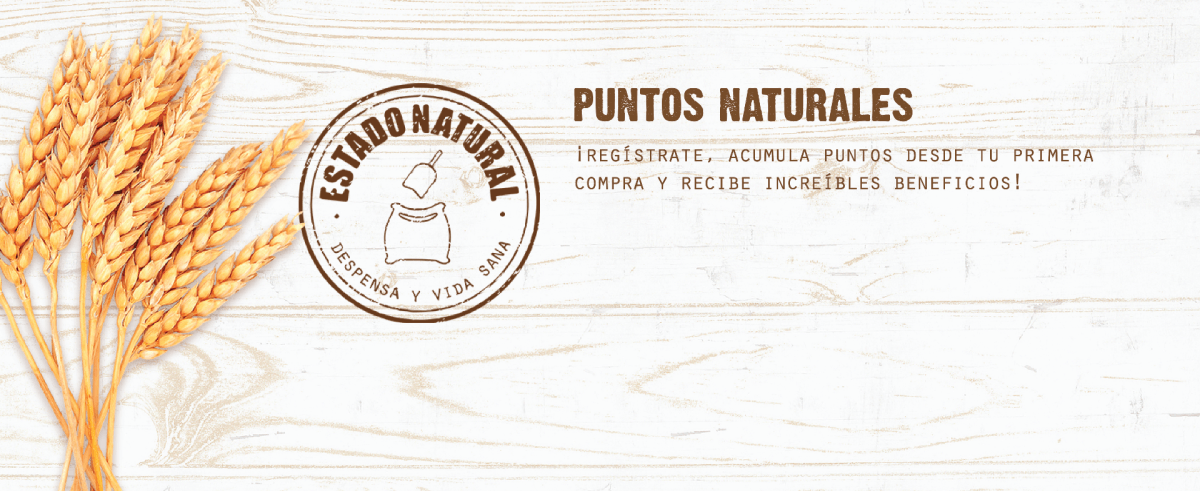 ESTADO NATURAL
DESPENSA Y VIDA SANA
PUNTOS NATURALES
¡REGÍSTRATE, ACUMULA PUNTOS DESDE TU PRIMERA
COMPRA Y RECIBE INCREÍBLES BENEFICIOS!